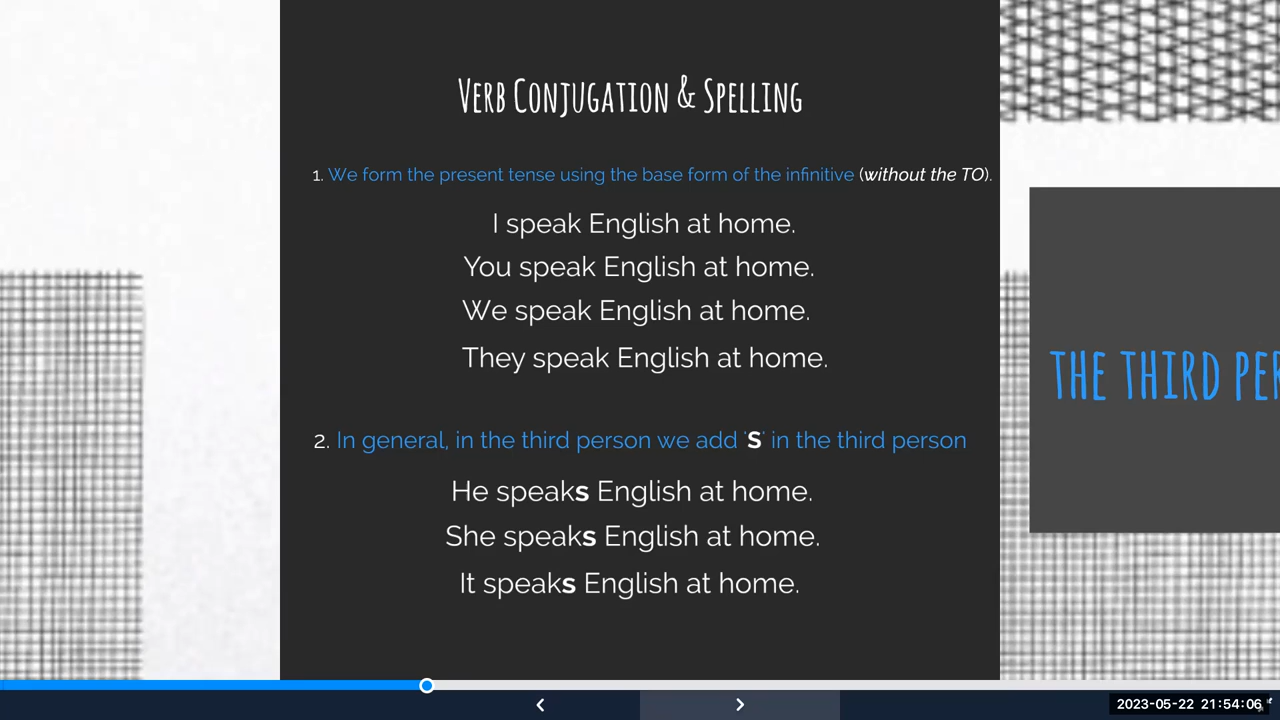 Verb Conjugation & Spelling
1. We form the present tense using the base form of the infinitive (without the TO).
I speak English at home.
You speak English at home.
We speak English at home.
They speak English at home.
THE THIRD
2. In general, in the third person we add 'S' in the third person
He speaks English at home.
She speaks English at home.
It speaks English at home.
2023-05-22 21:54:06